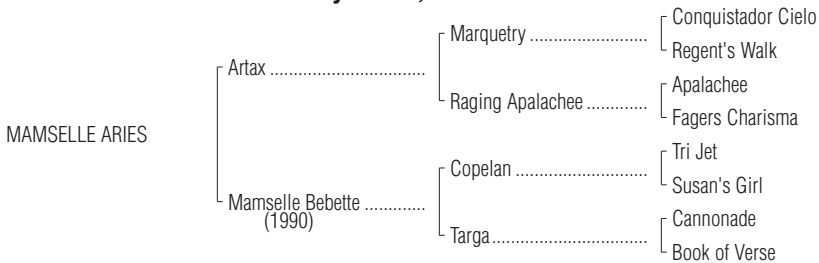 Marquetry ......................... Conquistador Cielo
Regent's Walk
Artax .................................
Raging Apalachee ............. Apalachee
Fagers Charisma
MAMSELLE ARIES
Copelan ............................. Tri Jet
Susan's Girl
Mamselle Bebette .............
(1990)
Targa................................. Cannonade
Book of Verse